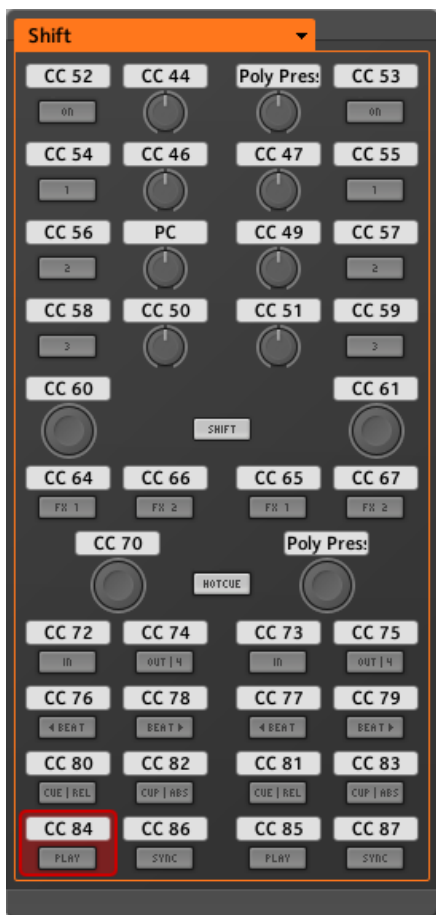 Shift
CC 52 CC 44 Poly Press CC 53
ON ON
CC 54 CC 46 CC 47 CC 55
1 1
CC 56 PC CC 49 CC 57
2 2
CC 58 CC 50 CC 51 CC 59
3 3
CC 60 CC 61
SHIFT
CC 64 CC 66 CC 65 CC 67
FX 1 FX 2 FX 1 FX 2
CC 70 Poly Press
HOTCUE
CC 72 CC 74 CC 73 CC 75
IN OUT | 4 IN OUT | 4
CC 76 CC 78 CC 77 CC 79
◀ BEAT BEAT ▶ ◀ BEAT BEAT ▶
CC 80 CC 82 CC 81 CC 83
CUE | REL CUP | ABS CUE | REL CUP | ABS
CC 84 CC 86 CC 85 CC 87
PLAY SYNC PLAY SYNC